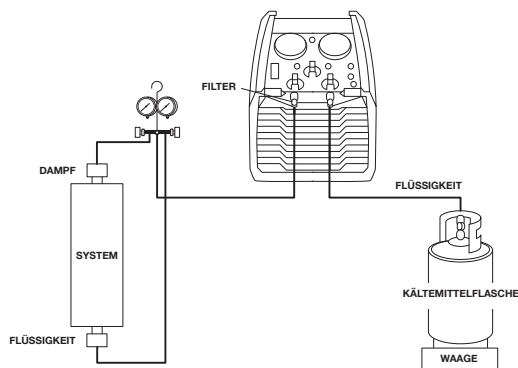 FILTER
DAMPF
FLÜSSIGKEIT
SYSTEM
KÄLTEMITTELFLASCHE
FLÜSSIGKEIT
WAAGE